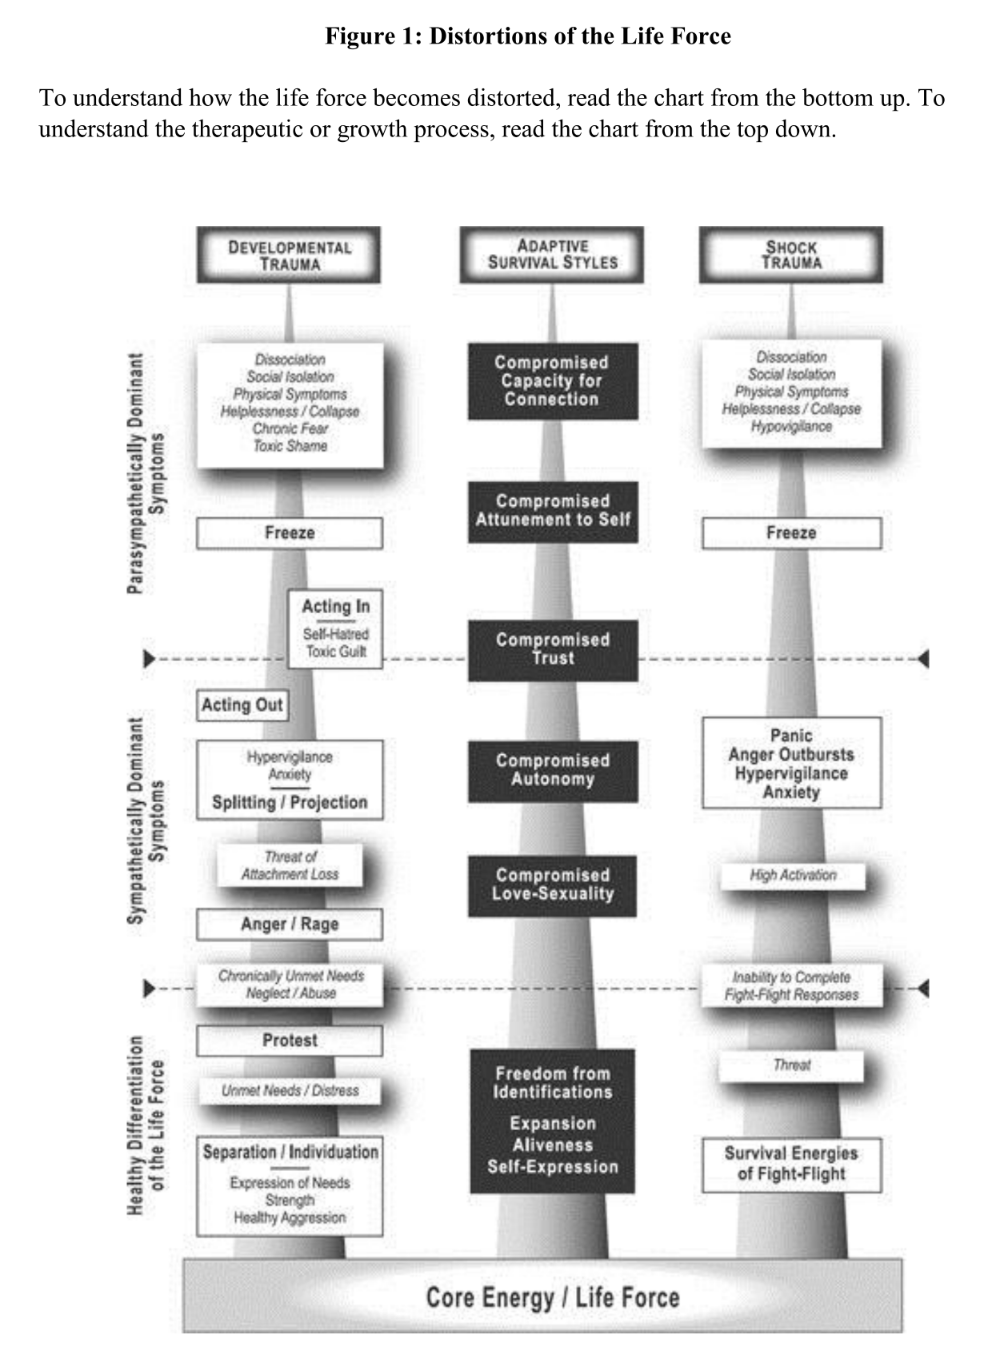 Figure 1: Distortions of the Life Force
To understand how the life force becomes distorted, read the chart from the bottom up. To
understand the therapeutic or growth process, read the chart from the top down.
DEVELOPMENTAL
TRAUMA
ADAPTIVE
SURVIVAL STYLES
SHOCK
TRAUMA
Parasympathetically Dominant
Symptoms
Dissociation
Social Isolation
Physical Symptoms
Helplessness / Collapse
Chronic Fear
Toxic Shame
Compromised
Capacity for
Connection
Dissociation
Social Isolation
Physical Symptoms
Helplessness / Collapse
Hypovigilance
Freeze
Compromised
Attunement to Self
Freeze
Acting In
Self-Hatred
Toxic Guilt
Compromised
Trust
Sympathetically Dominant
Symptoms
Acting Out
Hypervigilance
Anxiety
Splitting / Projection
Compromised
Autonomy
Panic
Anger Outbursts
Hypervigilance
Anxiety
Threat of
Attachment Loss
Compromised
Love-Sexuality
High Activation
Anger / Rage
Chronically Unmet Needs
Neglect / Abuse
Inability to Complete
Fight-Flight Responses
Healthy Differentiation
of the Life Force
Protest
Unmet Needs / Distress
Separation / Individuation
Expression of Needs
Strength
Healthy Aggression
Freedom from
Identifications
Expansion
Aliveness
Self-Expression
Threat
Survival Energies
of Fight-Flight
Core Energy / Life Force